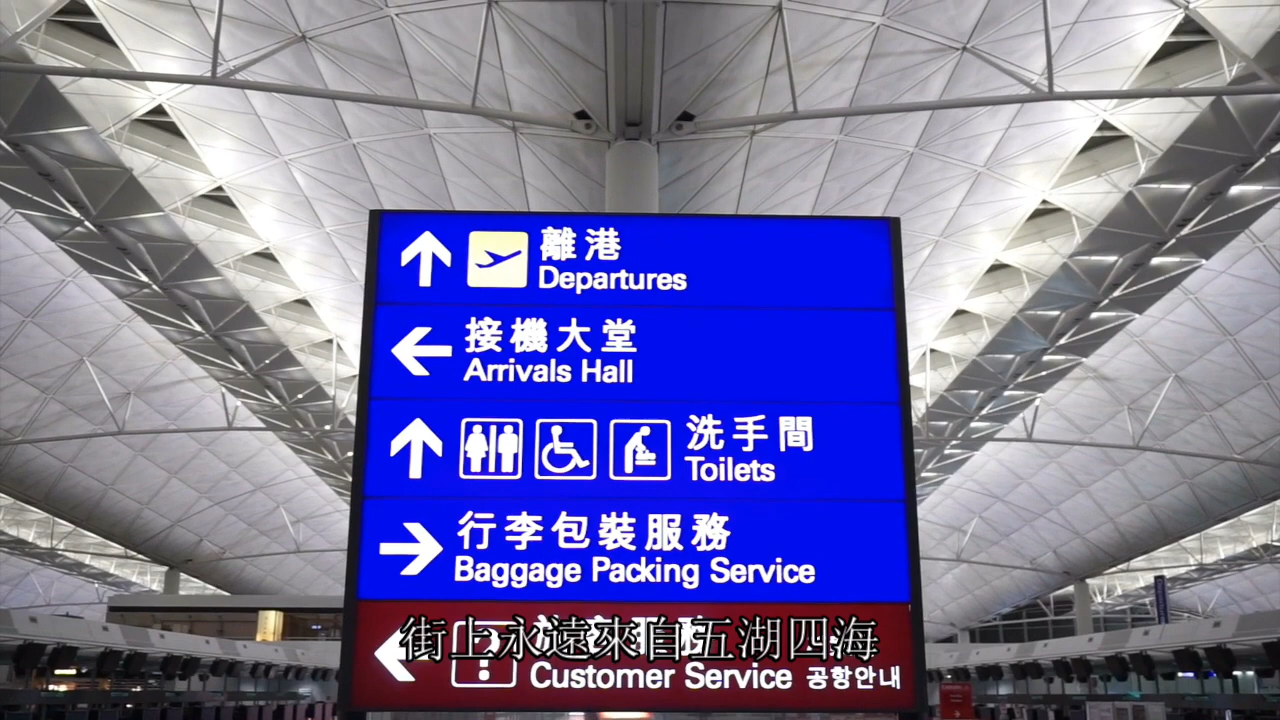 離港
Departures
接機大堂
Arrivals Hall
洗手間
Toilets
行李包裝服務
Baggage Packing Service
街上永遠來自五湖四海
Customer Service 공항안내